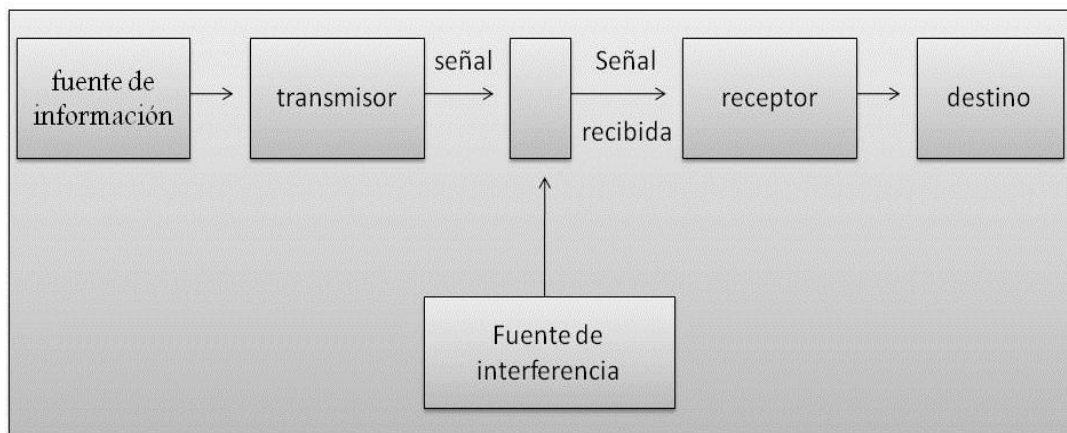 fuente de
información
transmisor
señal
Señal
recibida
receptor
destino
Fuente de
interferencia